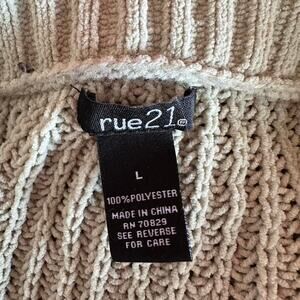 rue21®
L
100% POLYESTER
MADE IN CHINA
RN 70829
SEE REVERSE
FOR CARE